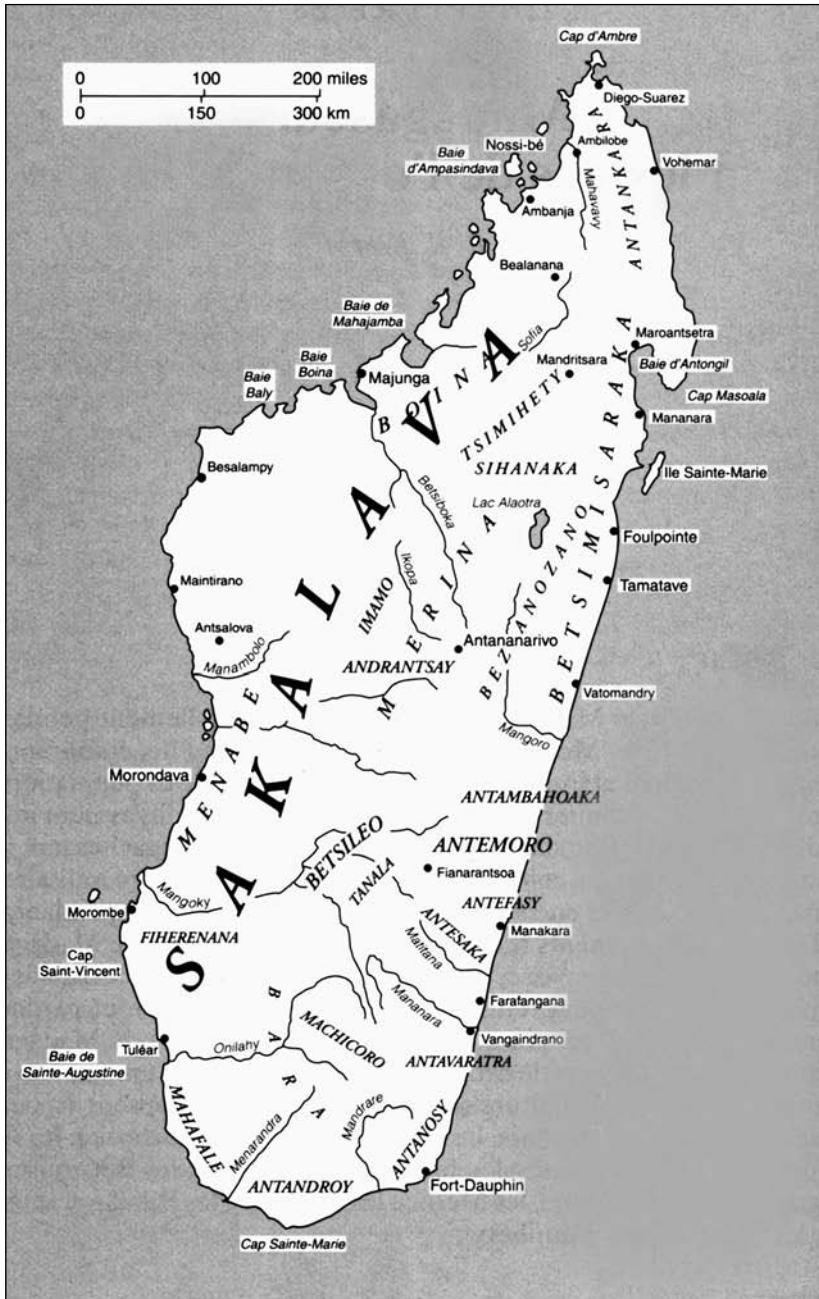 Cap d'Ambre
0 100 200 miles
0 150 300 km
Diego-Suarez
Nossi-bé
Ambilobe
Baie
d'Ampasindava
Vohemar
Mahavavy
ANTANKARA
Ambanja
Bealanana
Baie de
Mahajamba
Sofia
Maroantsetra
Baie
Boina
Mandritsara
Baie d'Antongil
Majunga
Baie
Baly
Cap Masoala
BOINA
TSIMIHETY
Mananara
SIHANAKA
Besalampy
Ile Sainte-Marie
Betsiboka
Lac Alaotra
Foulpointe
Ikopa
BEZANOZANO
BETSIMISARAKA
Maintirano
Tamatave
IMAMO
MERINA
Antsalova
Antananarivo
Manambolo
ANDRANTSAY
Vatomandry
SAKALAVA
Mangoro
MENABE
Morondava
ANTAMBAHOAKA
ANTEMORO
BETSILEO
Fianarantsoa
TANALA
Mangoky
ANTEFASY
Morombe
ANTESAKA
Manakara
FIHERENANA
Matitana
Cap
Saint-Vincent
Mananara
Farafangana
BARA
MACHICORO
Vangaindrano
Tuléar
Onilahy
ANTAVARATRA
Baie de
Sainte-Augustine
MAHAFALE
Menarandra
Mandrare
ANTANOSY
ANTANDROY
Fort-Dauphin
Cap Sainte-Marie